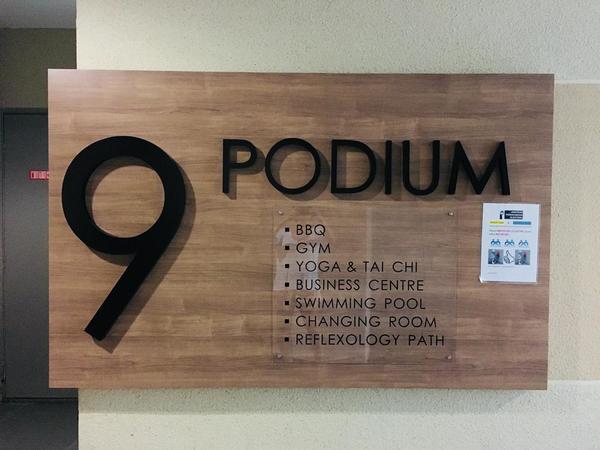 9
PODIUM
▪ BBQ
▪ GYM
▪ YOGA & TAI CHI
▪ BUSINESS CENTRE
▪ SWIMMING POOL
▪ CHANGING ROOM
▪ REFLEXOLOGY PATH